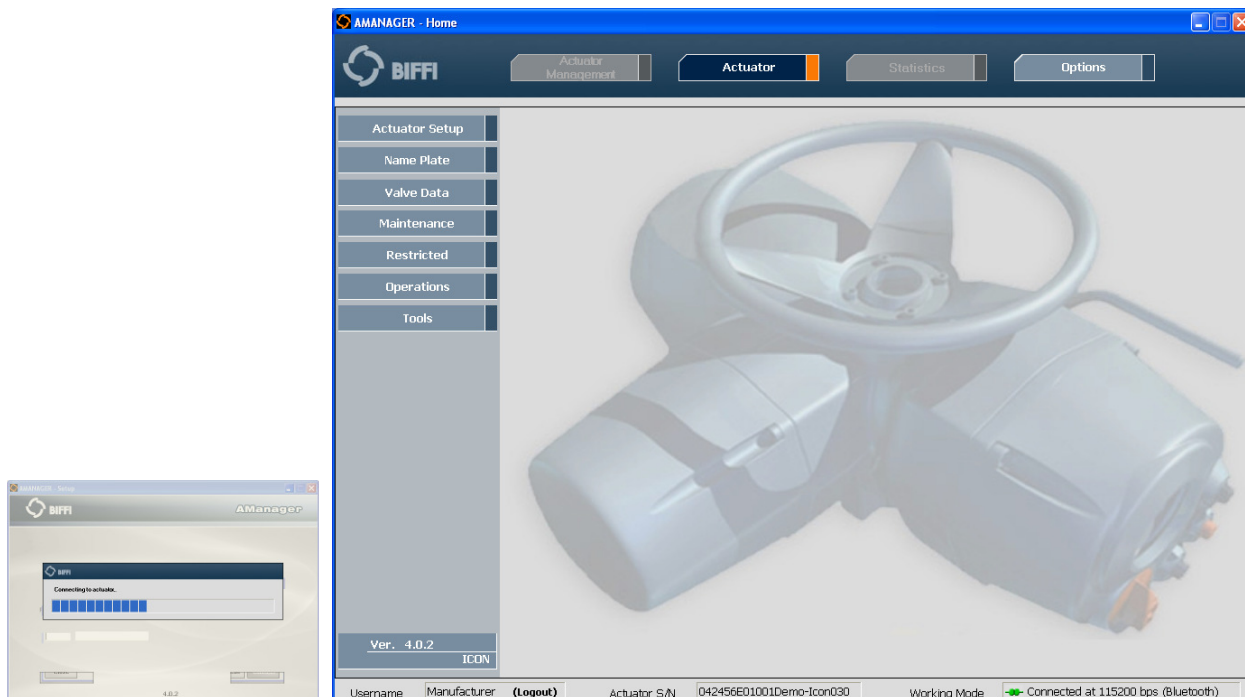 AMANAGER - Home
BIFFI
Actuator Management
Actuator
Statistics
Options
Actuator Setup
Name Plate
Valve Data
Maintenance
Restricted
Operations
Tools
Ver. 4.0.2
ICON
Username Manufacturer (Logout) Actuator S/N 042456E01001Demo-Icon030 Working Mode Connected at 115200 bps (Bluetooth)
AMANAGER - Setup
BIFFI
AManager
BIFFI
Connecting to actuator..
4.0.2